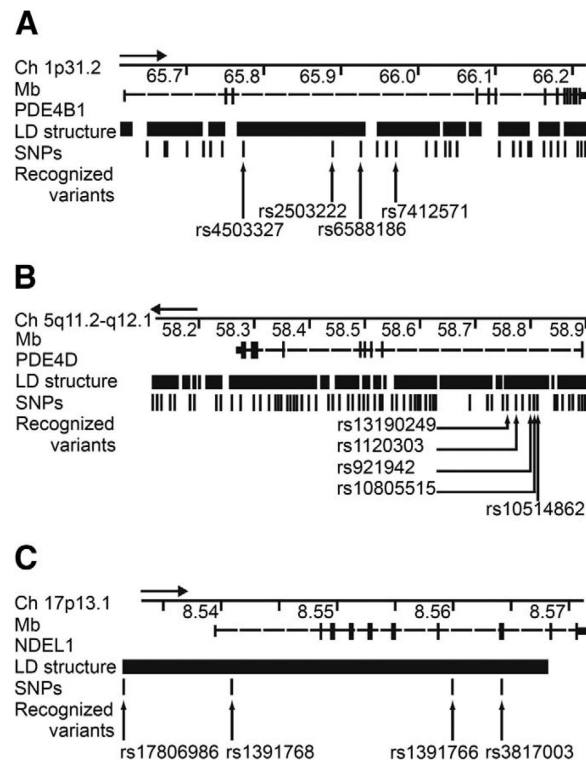 A
Ch 1p31.2
65.7 65.8 65.9 66.0 66.1 66.2
Mb
PDE4B1
LD structure
SNPs
Recognized
variants
rs2503222 rs7412571
rs4503327 rs6588186
B
Ch 5q11.2-q12.1
58.2 58.3 58.4 58.5 58.6 58.7 58.8 58.9
Mb
PDE4D
LD structure
SNPs
Recognized
variants
rs13190249
rs1120303
rs921942
rs10805515
rs10514862
C
Ch 17p13.1
8.54 8.55 8.56 8.57
Mb
NDEL1
LD structure
SNPs
Recognized
variants
rs17806986 rs1391768 rs1391766 rs3817003